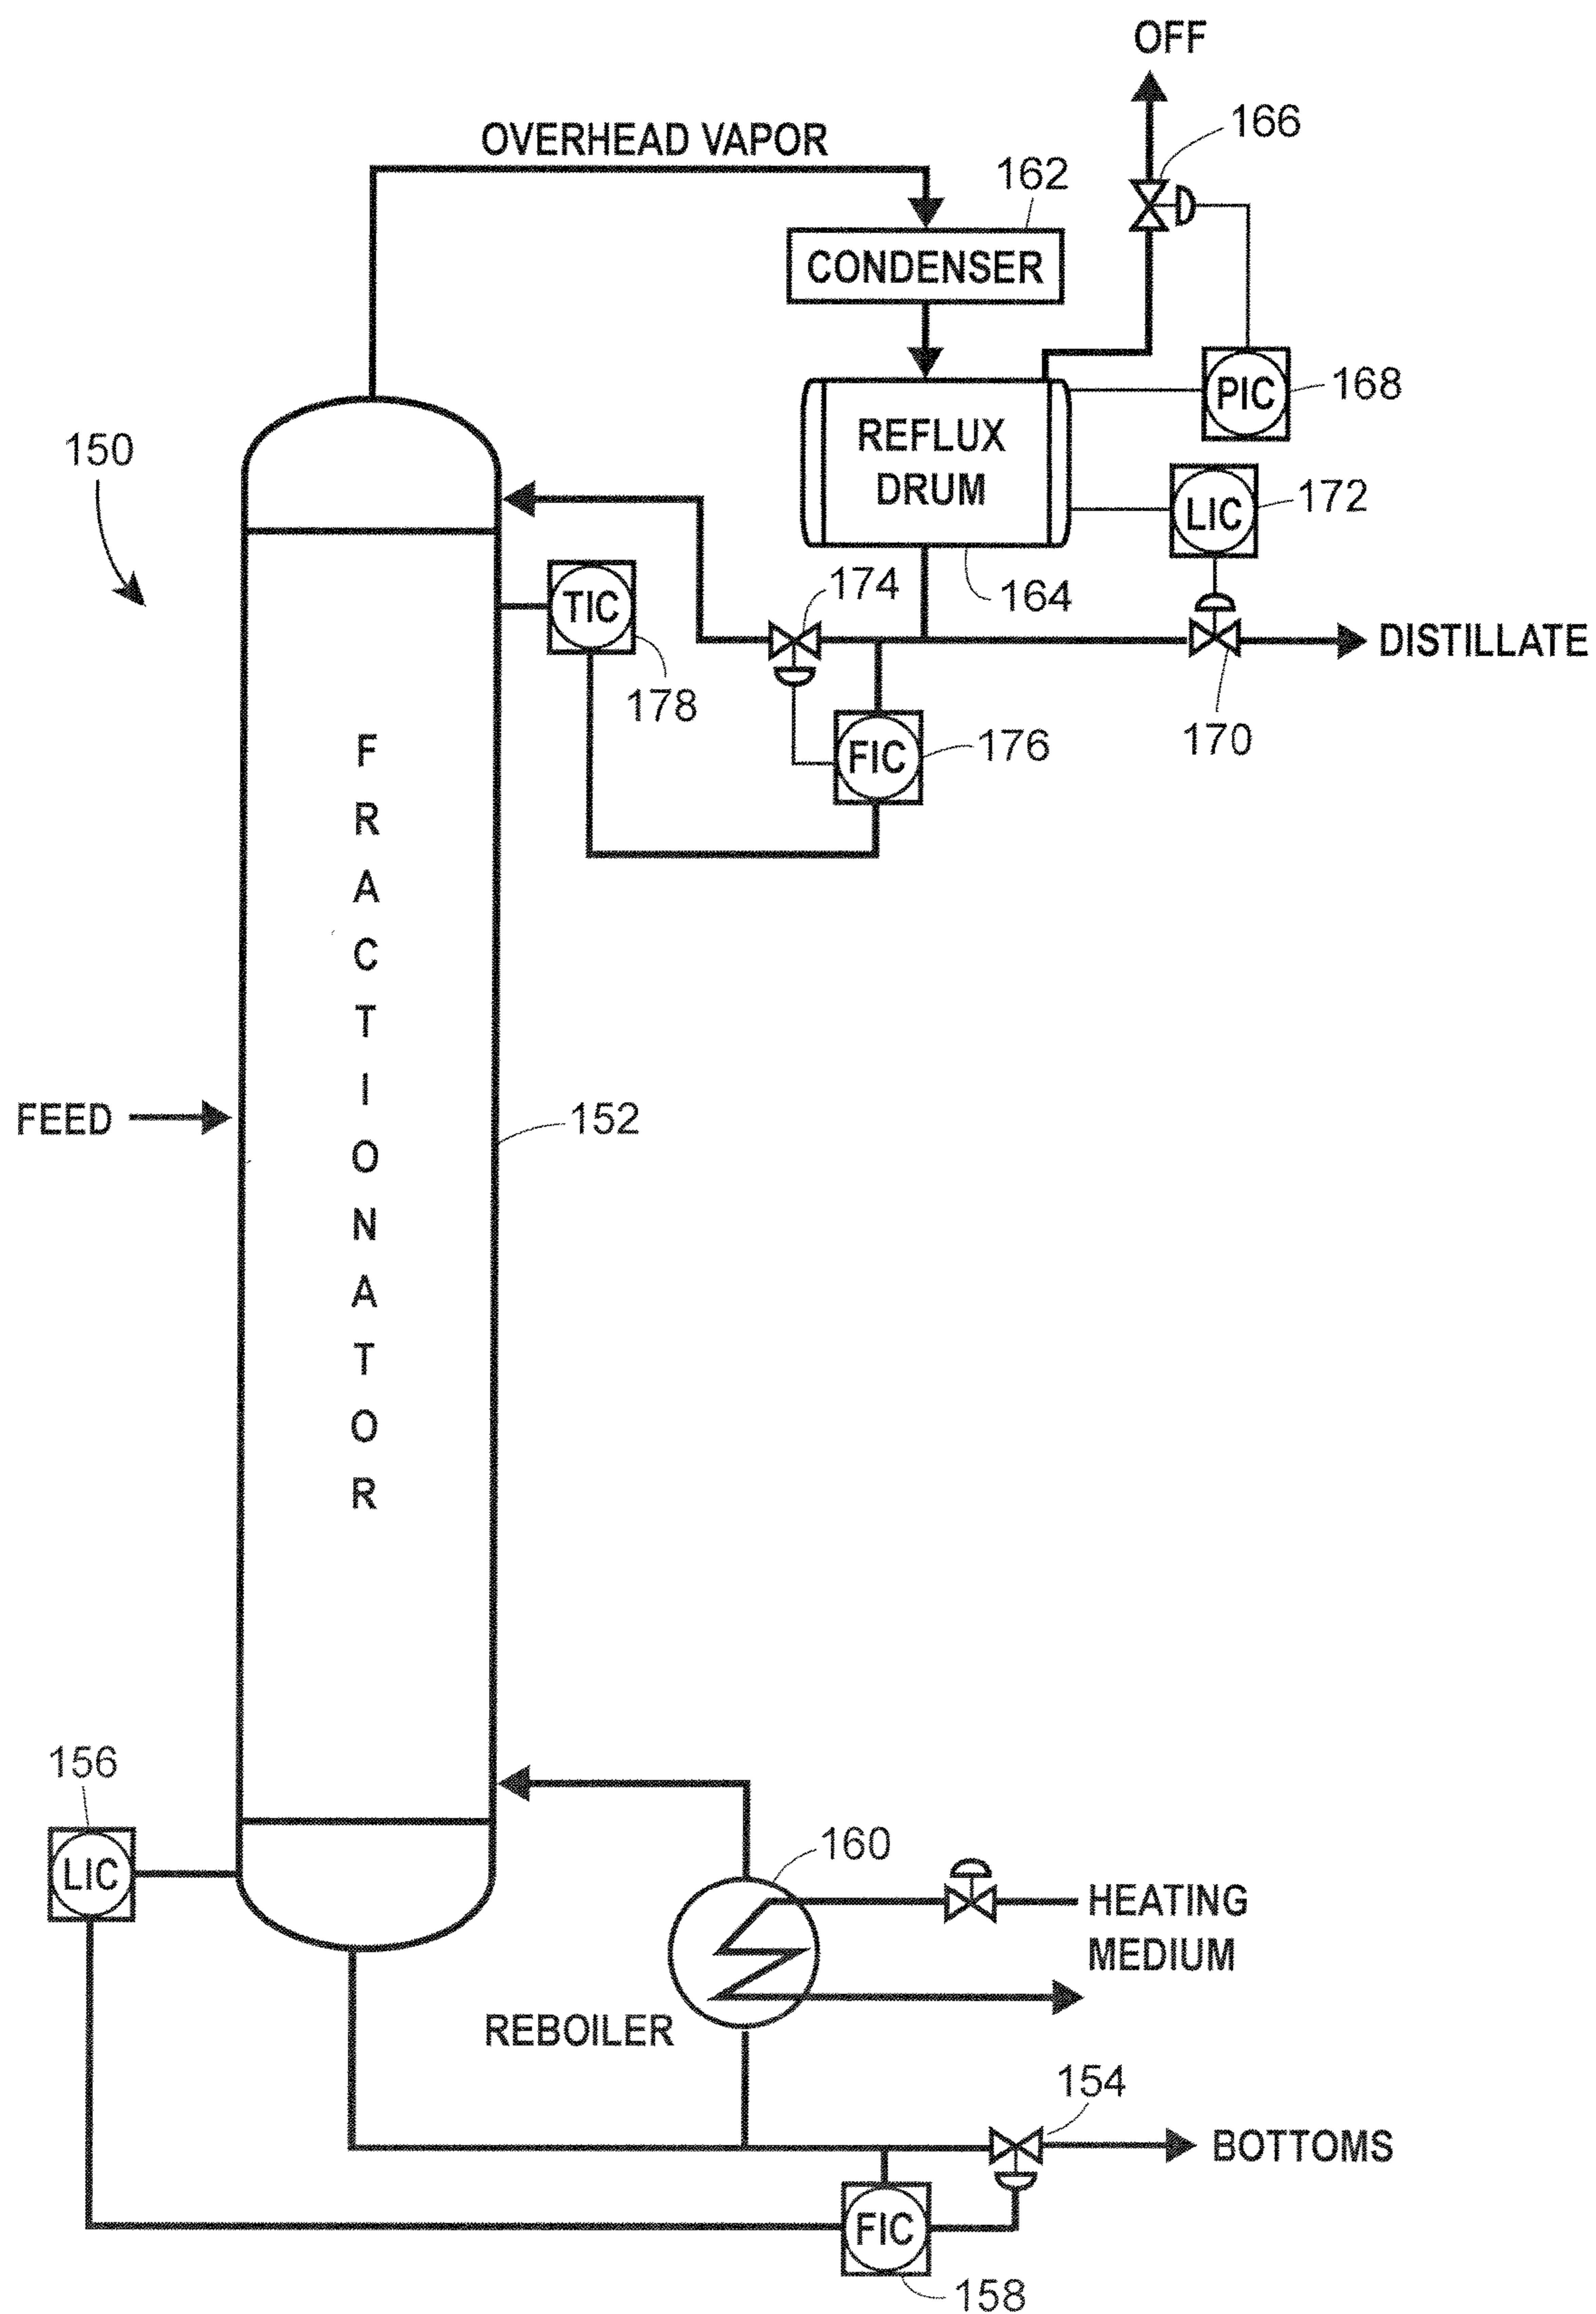 OFF
166
OVERHEAD VAPOR
162
CONDENSER
PIC
168
150
REFLUX
DRUM
LIC
172
TIC
174
164
DISTILLATE
178
170
FIC
176
F
R
A
C
T
I
O
N
A
T
O
R
FEED
152
156
LIC
160
HEATING
MEDIUM
REBOILER
154
BOTTOMS
FIC
158